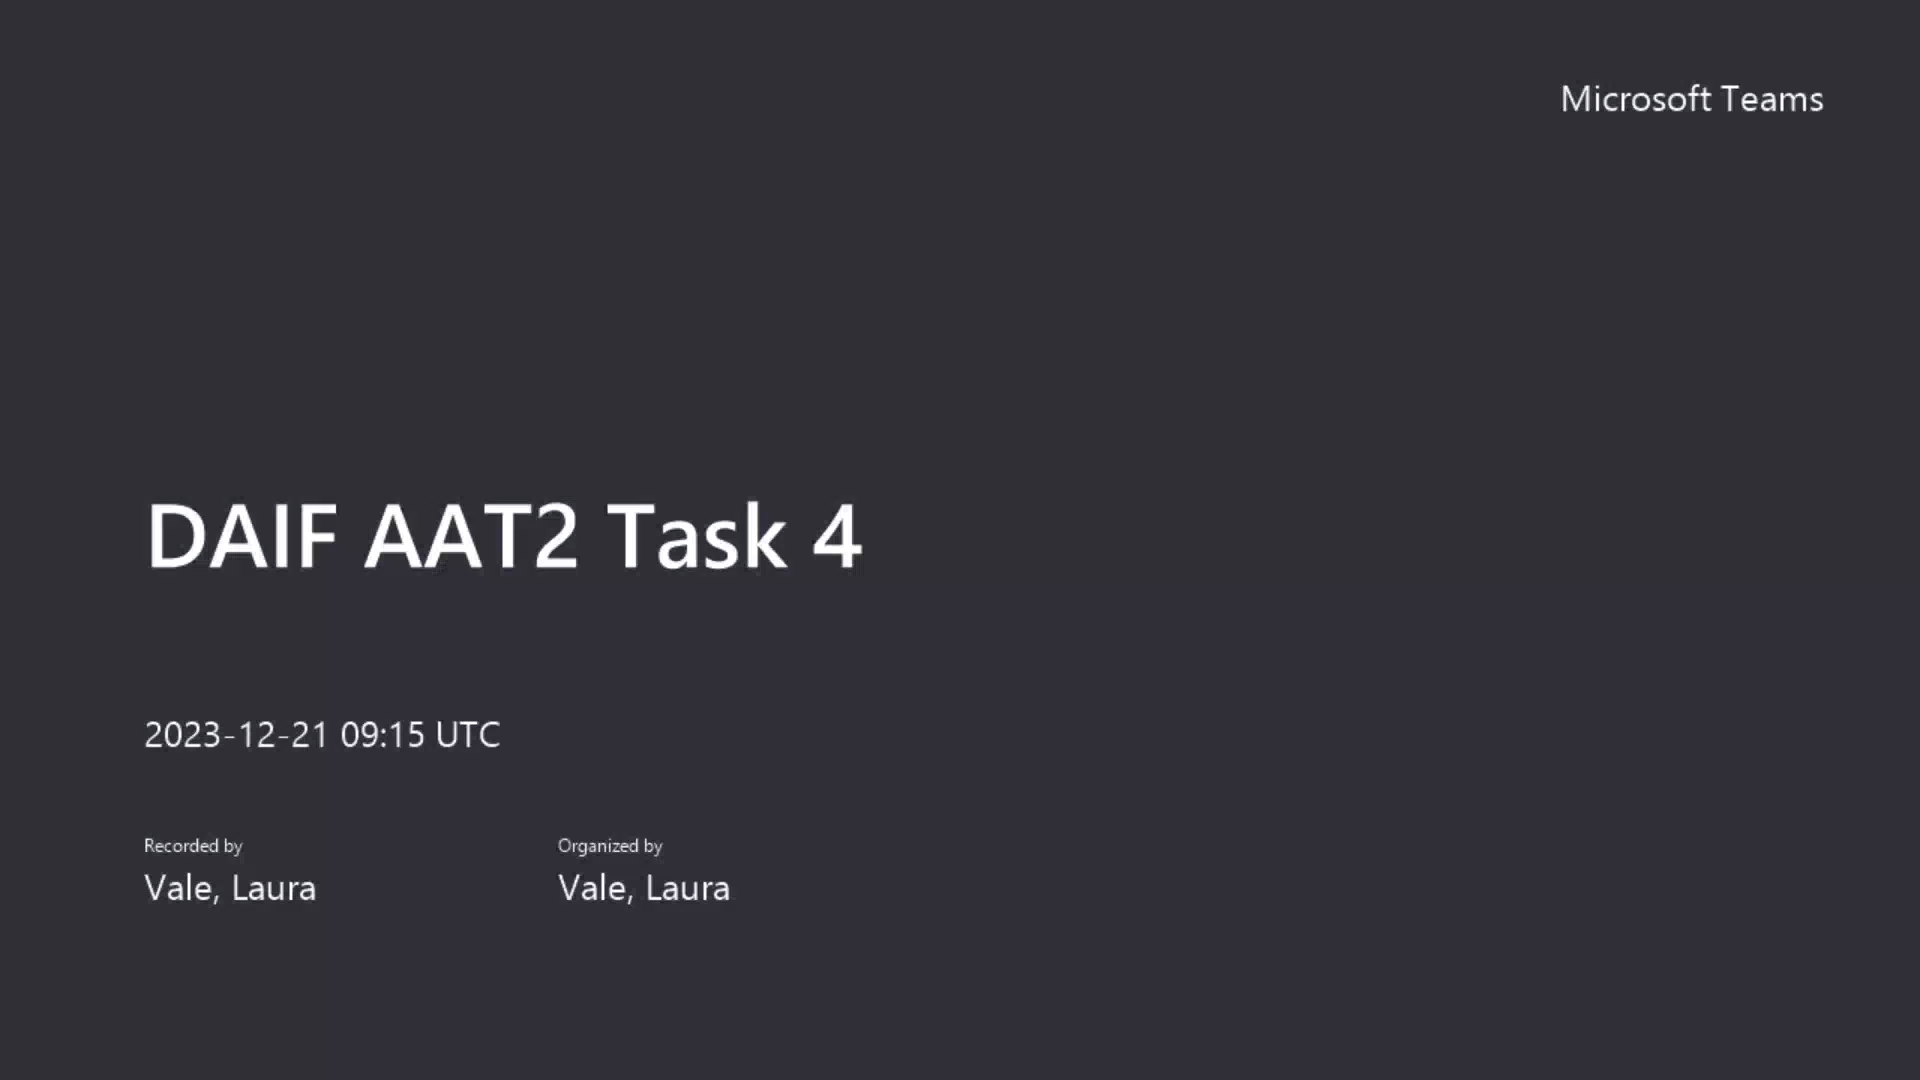 Microsoft Teams
DAIF AAT2 Task 4
2023-12-21 09:15 UTC
Recorded by
Organized by
Vale, Laura
Vale, Laura